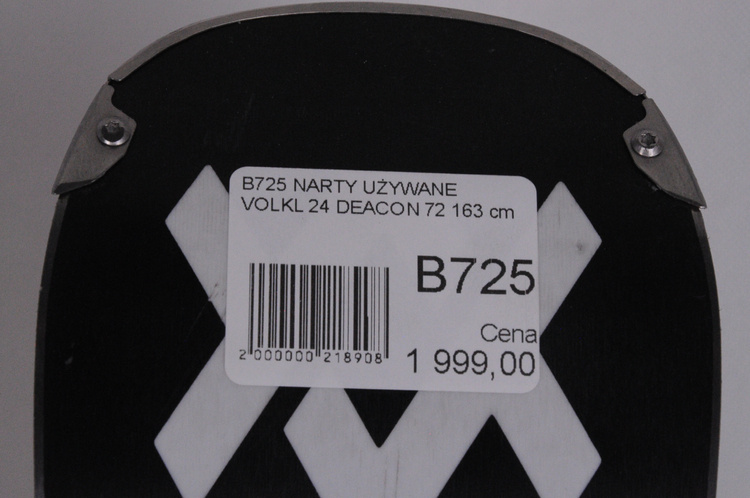 B725 NARTY UŻYWANE
VOLKL 24 DEACON 72 163 cm
B725
2 000000 218908
Cena
1 999,00